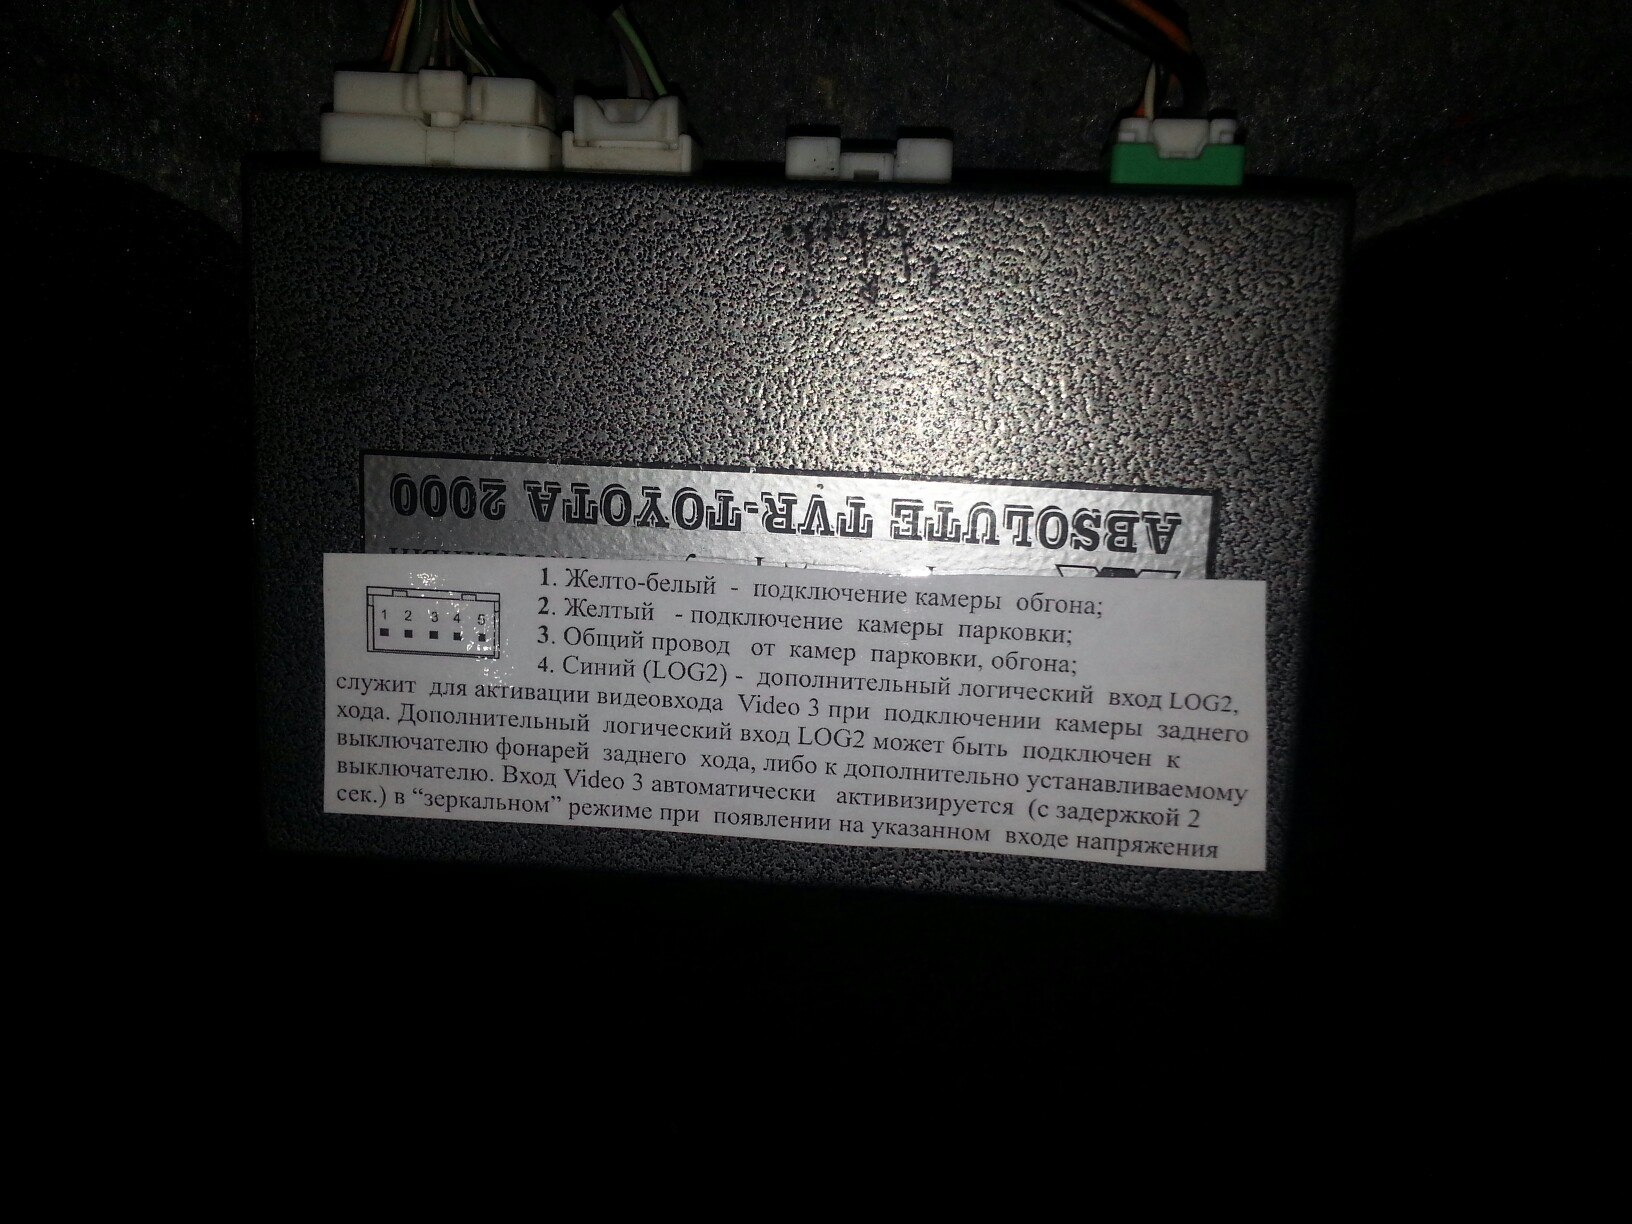 ABSOLUTE TVR-TOYOTA 2000
1 2 3 4 5
1. Желто-белый - подключение камеры обгона;
2. Желтый - подключение камеры парковки;
3. Общий провод от камер парковки, обгона;
4. Синий (LOG2) - дополнительный логический вход LOG2,
служит для активации видеовхода Video 3 при подключении камеры заднего
хода. Дополнительный логический вход LOG2 может быть подключен к
выключателю фонарей заднего хода, либо к дополнительно устанавливаемому
выключателю. Вход Video 3 автоматически активизируется (с задержкой 2
сек.) в “зеркальном” режиме при появлении на указанном входе напряжения